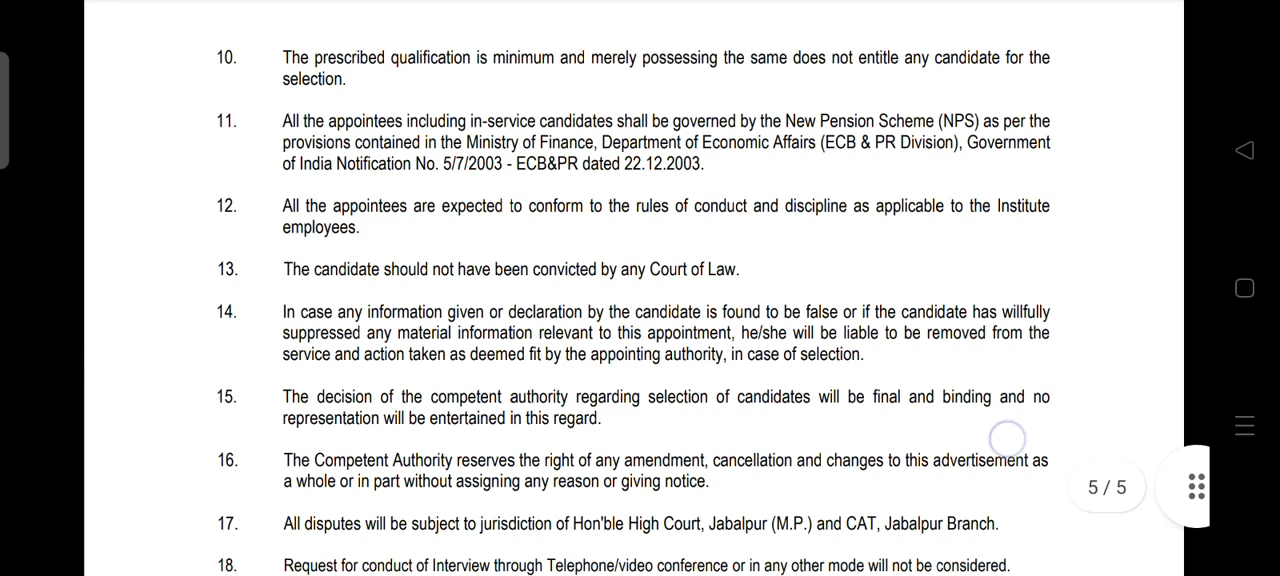 10. The prescribed qualification is minimum and merely possessing the same does not entitle any candidate for the
selection.
11. All the appointees including in-service candidates shall be governed by the New Pension Scheme (NPS) as per the
provisions contained in the Ministry of Finance, Department of Economic Affairs (ECB & PR Division), Government
of India Notification No. 5/7/2003 - ECB&PR dated 22.12.2003.
12. All the appointees are expected to conform to the rules of conduct and discipline as applicable to the Institute
employees.
13. The candidate should not have been convicted by any Court of Law.
14. In case any information given or declaration by the candidate is found to be false or if the candidate has willfully
suppressed any material information relevant to this appointment, he/she will be liable to be removed from the
service and action taken as deemed fit by the appointing authority, in case of selection.
15. The decision of the competent authority regarding selection of candidates will be final and binding and no
representation will be entertained in this regard.
16. The Competent Authority reserves the right of any amendment, cancellation and changes to this advertisement as
a whole or in part without assigning any reason or giving notice.
5 / 5
17. All disputes will be subject to jurisdiction of Hon'ble High Court, Jabalpur (M.P.) and CAT, Jabalpur Branch.
18. Request for conduct of Interview through Telephone/video conference or in any other mode will not be considered.